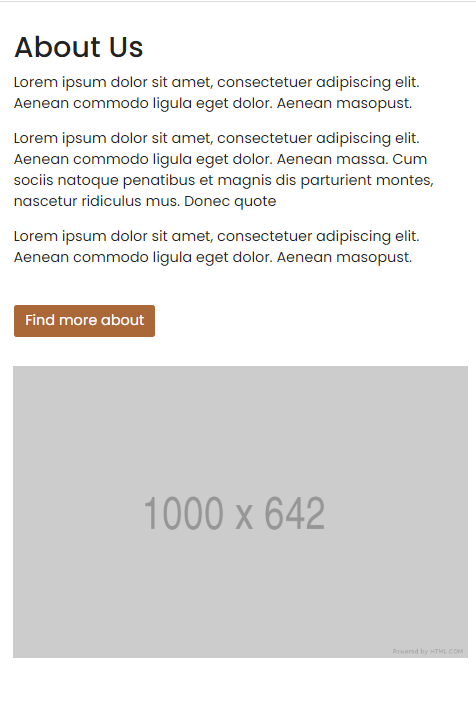 About Us
Lorem ipsum dolor sit amet, consectetuer adipiscing elit.
Aenean commodo ligula eget dolor. Aenean masopust.
Lorem ipsum dolor sit amet, consectetuer adipiscing elit.
Aenean commodo ligula eget dolor. Aenean massa. Cum
sociis natoque penatibus et magnis dis parturient montes,
nascetur ridiculus mus. Donec quote
Lorem ipsum dolor sit amet, consectetuer adipiscing elit.
Aenean commodo ligula eget dolor. Aenean masopust.
Find more about
1000 x 642
Powered by HTML.COM